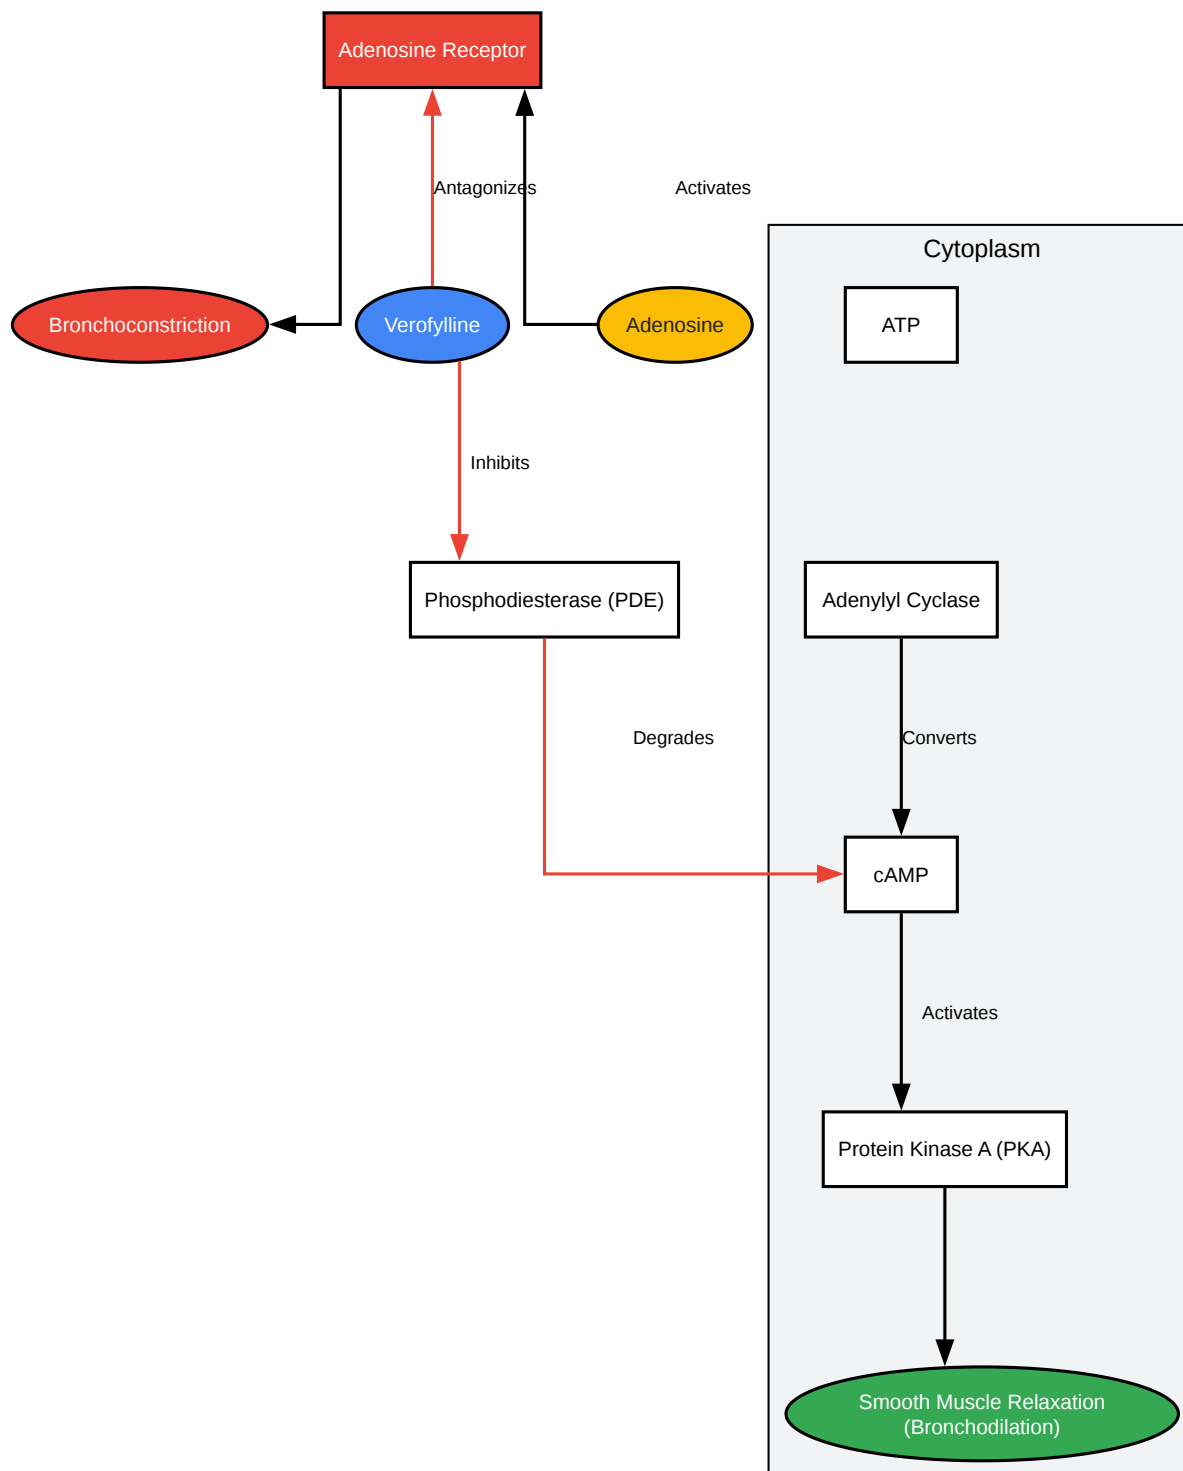 Adenosine Receptor
Antagonizes
Activates
Cytoplasm
Bronchoconstriction
Verofylline
Adenosine
ATP
Inhibits
Phosphodiesterase (PDE)
Adenylyl Cyclase
Degrades
Converts
cAMP
Activates
Protein Kinase A (PKA)
Smooth Muscle Relaxation
(Bronchodilation)